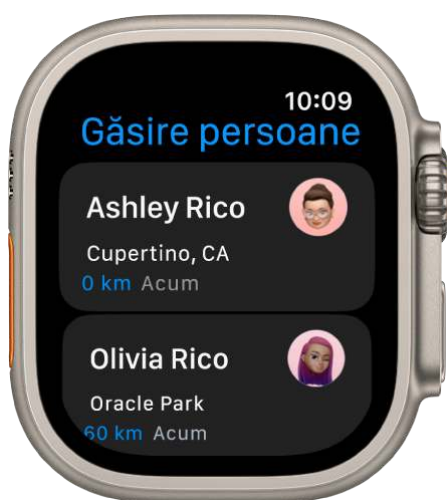 10:09
Găsire persoane
Ashley Rico
Cupertino, CA
0 km Acum
Olivia Rico
Oracle Park
60 km Acum